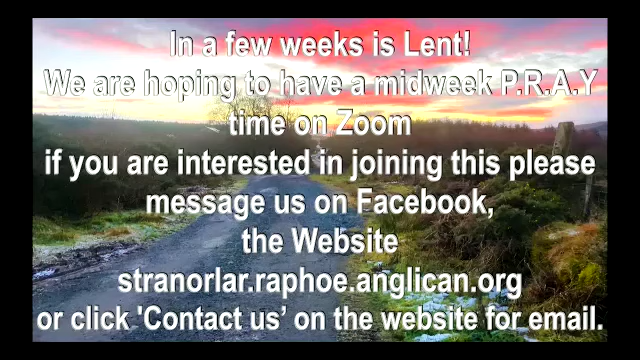 In a few weeks is Lent!
We are hoping to have a midweek P.R.A.Y
time on Zoom
if you are interested in joining this please
message us on Facebook,
the Website
stranorlar.raphoe.anglican.org
or click 'Contact us’ on the website for email.